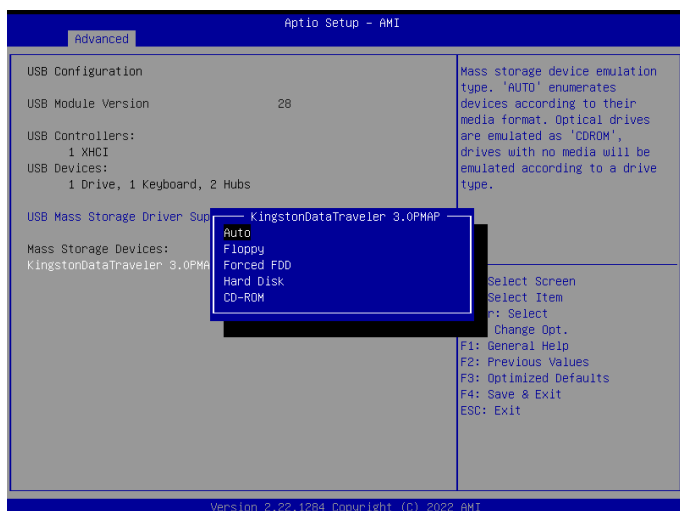 Aptio Setup – AMI
Advanced
USB Configuration
USB Module Version 28
USB Controllers:
1 XHCI
USB Devices:
1 Drive, 1 Keyboard, 2 Hubs
USB Mass Storage Driver Sup
Mass Storage Devices:
KingstonDataTraveler 3.0PMA
KingstonDataTraveler 3.0PMAP
Auto
Floppy
Forced FDD
Hard Disk
CD-ROM
Mass storage device emulation
type. 'AUTO' enumerates
devices according to their
media format. Optical drives
are emulated as 'CDROM',
drives with no media will be
emulated according to a drive
type.
Select Screen
Select Item
r: Select
Change Opt.
F1: General Help
F2: Previous Values
F3: Optimized Defaults
F4: Save & Exit
ESC: Exit
Version 2.22.1284 Copyright (C) 2022 AMI